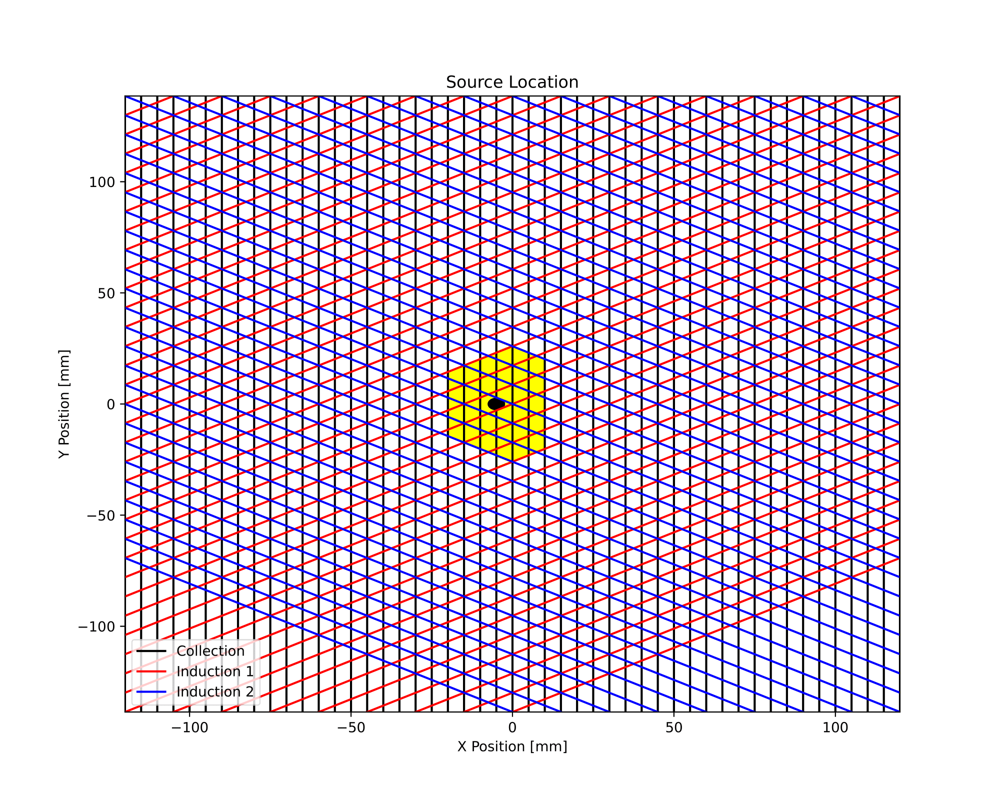 Source Location
Y Position [mm]
100
50
0
−50
−100
Collection
Induction 1
Induction 2
−100
−50
0
50
100
X Position [mm]